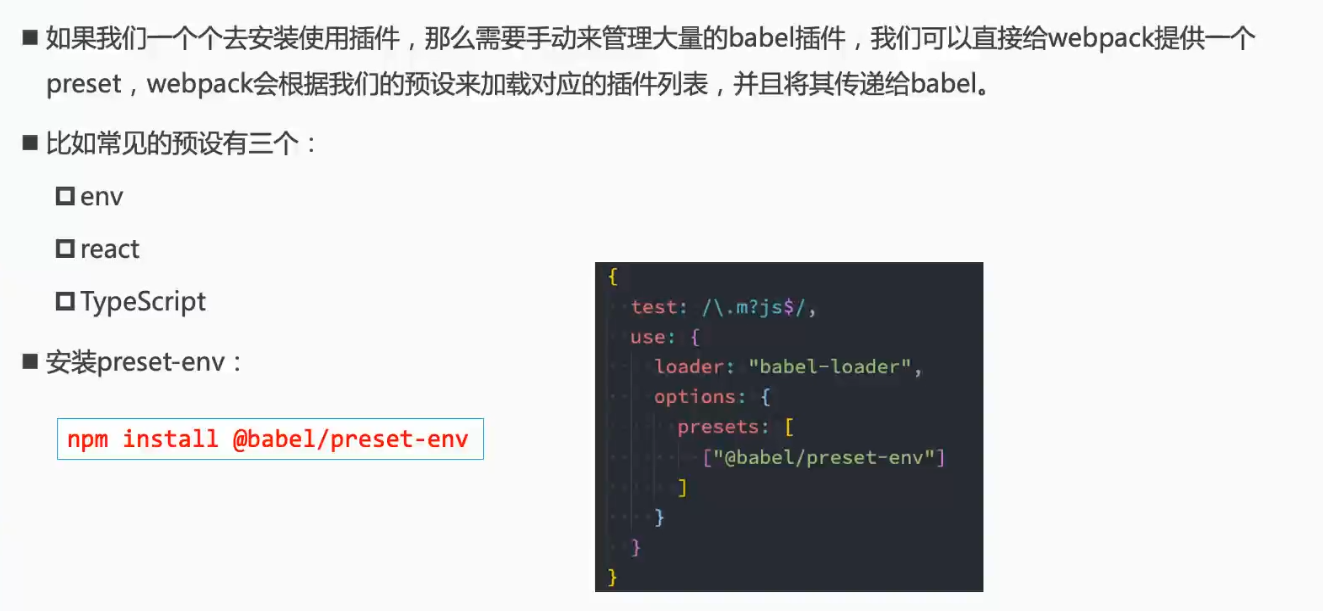 ■ 如果我们一个个去安装使用插件，那么需要手动来管理大量的babel插件，我们可以直接给webpack提供一个
preset，webpack会根据我们的预设来加载对应的插件列表，并且将其传递给babel。
■ 比如常见的预设有三个：
env
react
TypeScript
■ 安装preset-env：
npm install @babel/preset-env
{
  test: /\.m?js$/,
  use: {
    loader: "babel-loader",
    options: {
      presets: [
        ["@babel/preset-env"]
      ]
    }
  }
}